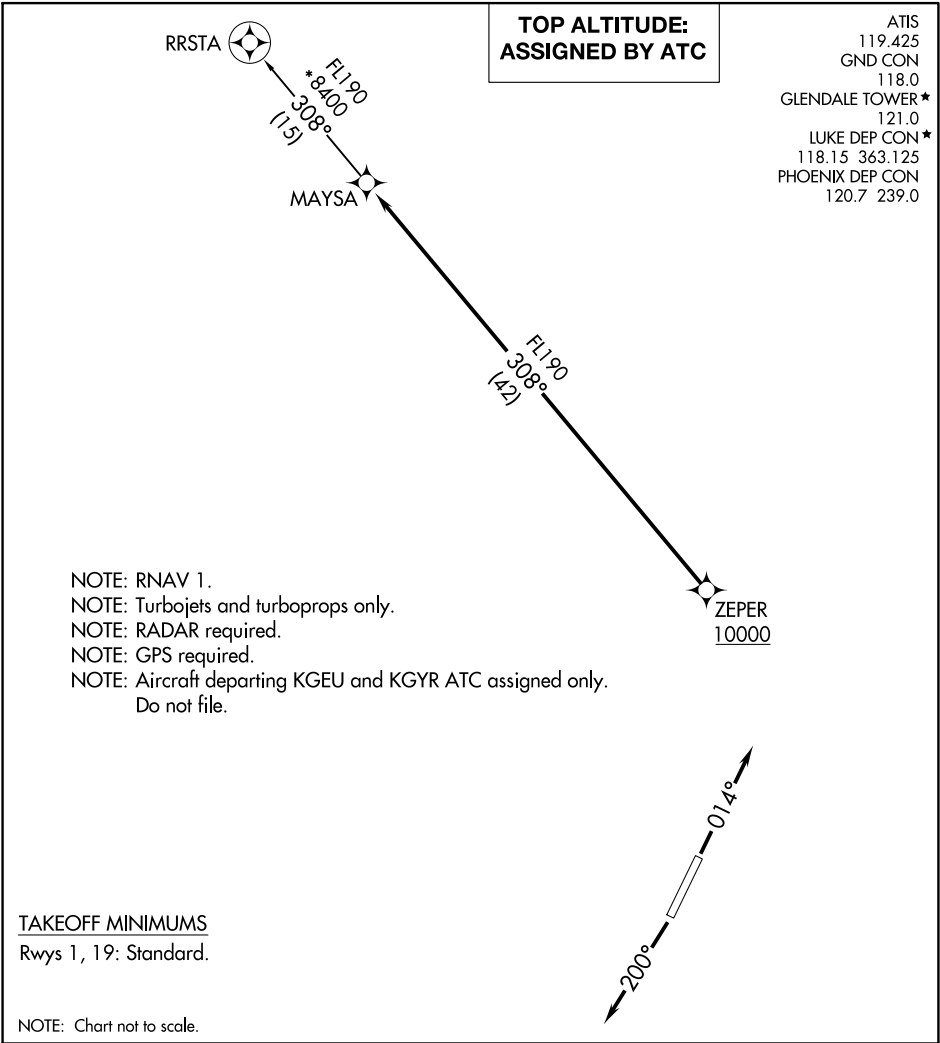 TOP ALTITUDE:
ASSIGNED BY ATC
ATIS
119.425
GND CON
118.0
GLENDALE TOWER★
121.0
LUKE DEP CON★
118.15 363.125
PHOENIX DEP CON
120.7 239.0
RRSTA
FL190
*8400
308°
(15)
MAYSA
FL190
308°
(42)
ZEPER
10000
NOTE: RNAV 1.
NOTE: Turbojets and turboprops only.
NOTE: RADAR required.
NOTE: GPS required.
NOTE: Aircraft departing KGEU and KGYR ATC assigned only.
Do not file.
014°
200°
TAKEOFF MINIMUMS
Rwys 1, 19: Standard.
NOTE: Chart not to scale.